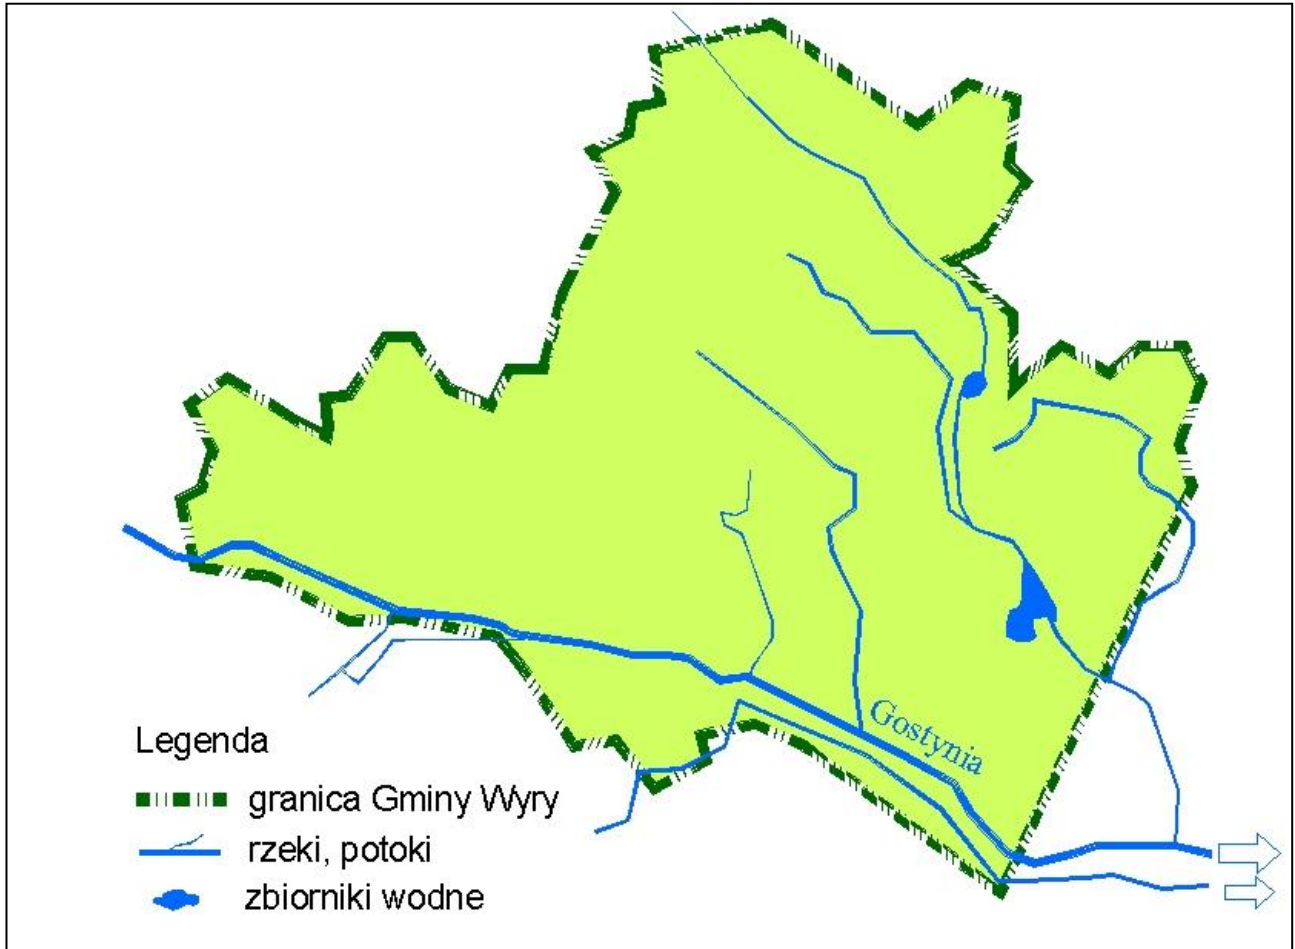 Gostynia
Legenda
granica Gminy Wyry
rzeki, potoki
zbiorniki wodne